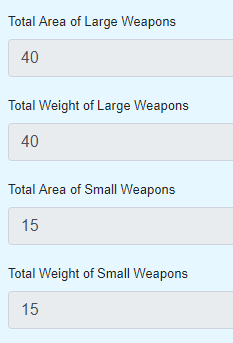 Total Area of Large Weapons
40
Total Weight of Large Weapons
40
Total Area of Small Weapons
15
Total Weight of Small Weapons
15